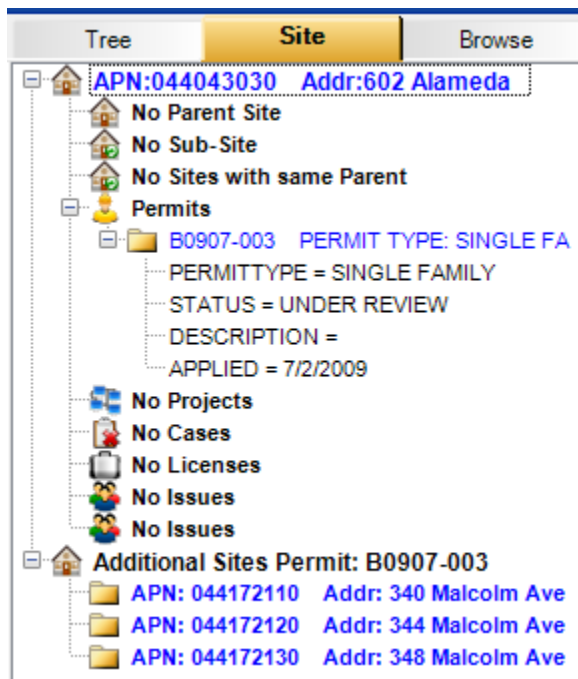 Tree Site Browse
APN:044043030 Addr:602 Alameda
No Parent Site
No Sub-Site
No Sites with same Parent
Permits
B0907-003 PERMIT TYPE: SINGLE FA
PERMITTYPE = SINGLE FAMILY
STATUS = UNDER REVIEW
DESCRIPTION =
APPLIED = 7/2/2009
No Projects
No Cases
No Licenses
No Issues
No Issues
Additional Sites Permit: B0907-003
APN: 044172110 Addr: 340 Malcolm Ave
APN: 044172120 Addr: 344 Malcolm Ave
APN: 044172130 Addr: 348 Malcolm Ave